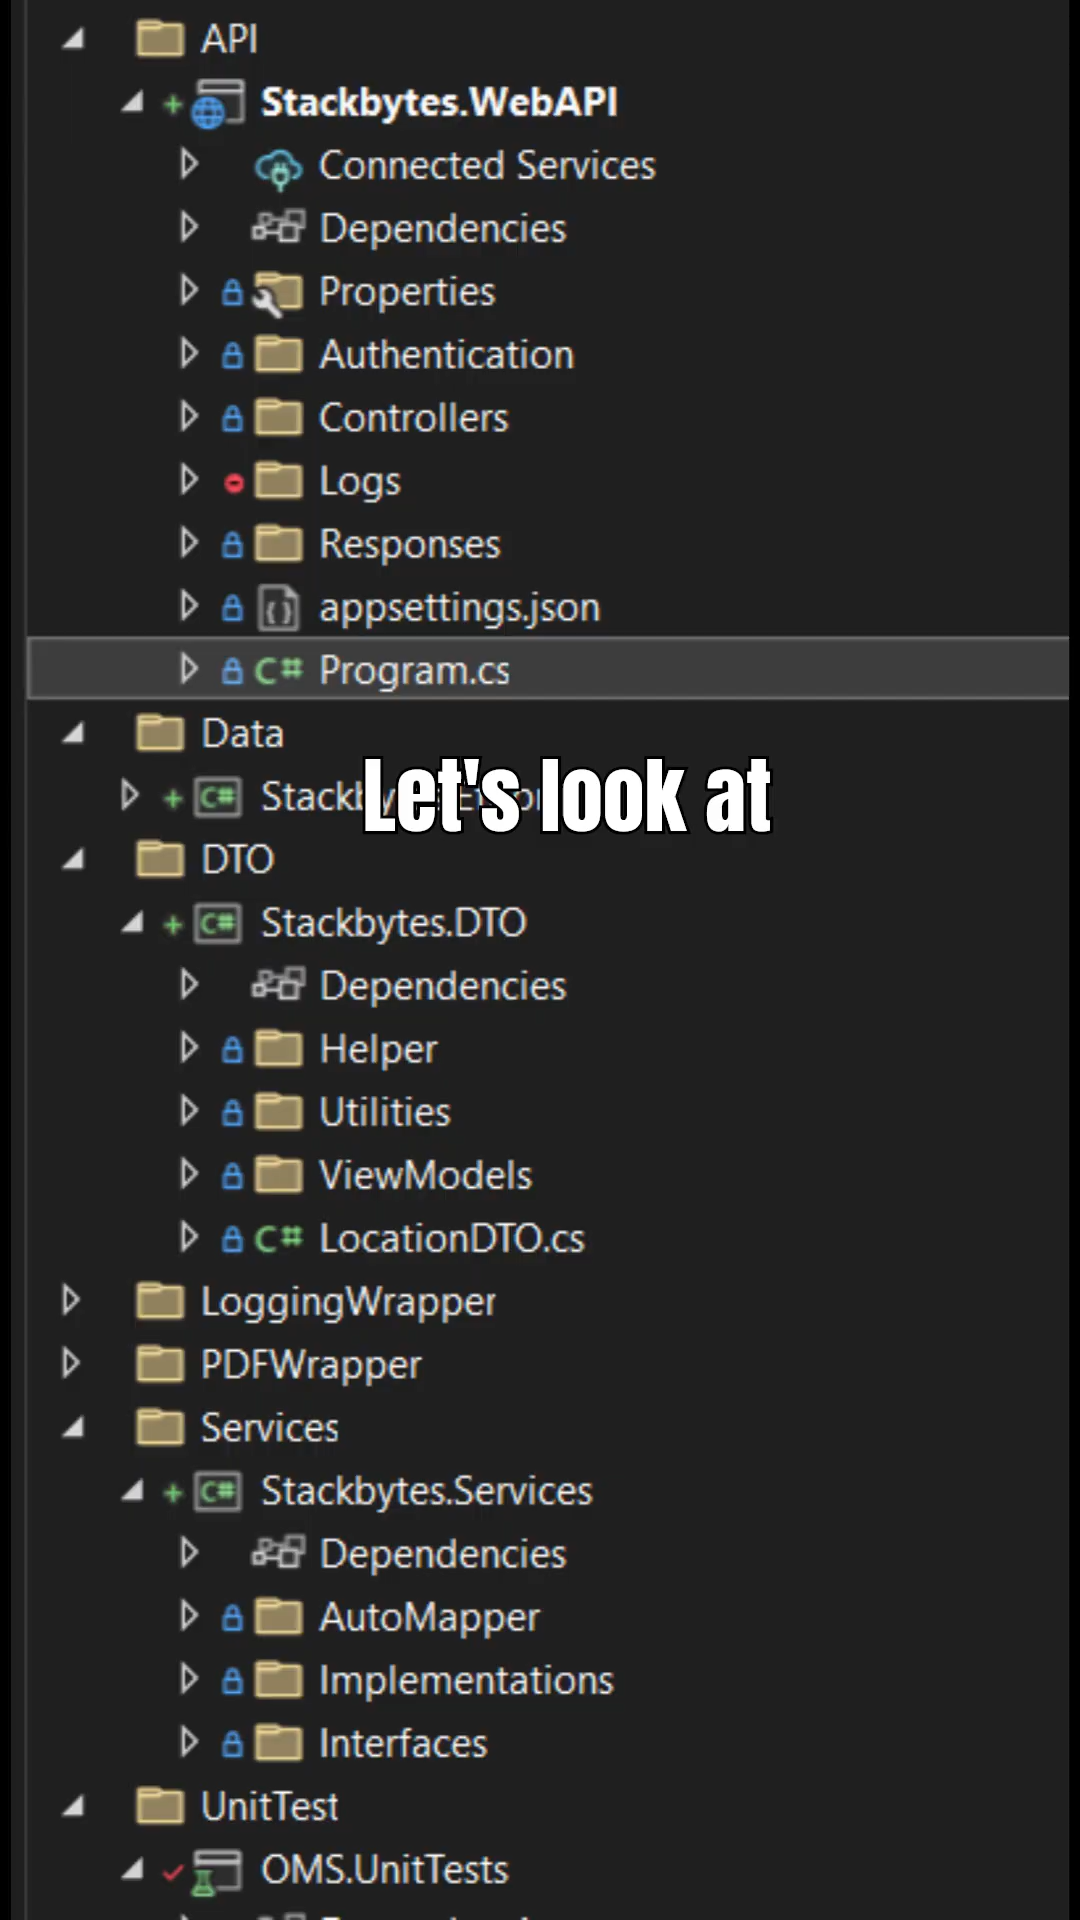 API
Stackbytes.WebAPI
Connected Services
Dependencies
Properties
Authentication
Controllers
Logs
Responses
appsettings.json
C# Program.cs
Data
C#
Let's look at
DTO
C# Stackbytes.DTO
Dependencies
Helper
Utilities
ViewModels
C# LocationDTO.cs
LoggingWrapper
PDFWrapper
Services
C# Stackbytes.Services
Dependencies
AutoMapper
Implementations
Interfaces
UnitTest
OMS.UnitTests